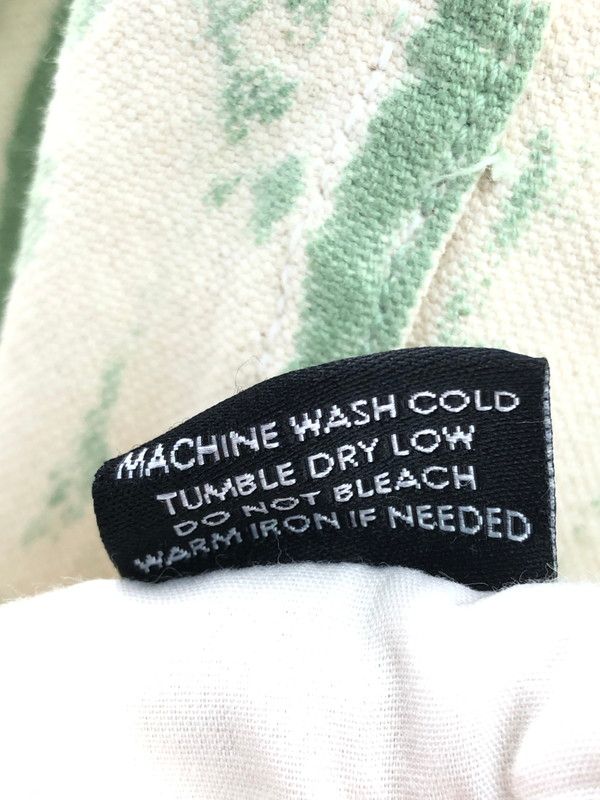 MACHINE WASH COLD
TUMBLE DRY LOW
DO NOT BLEACH
WARM IRON IF NEEDED